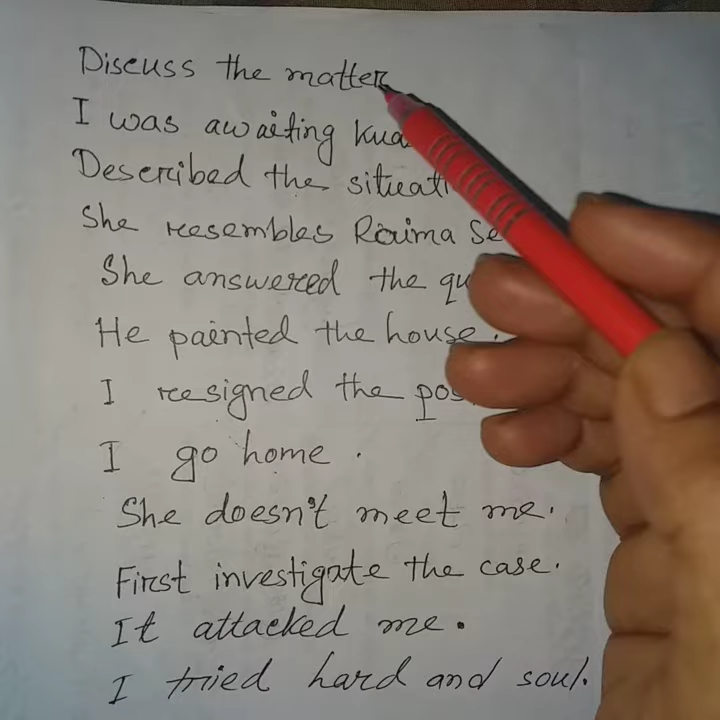 Discuss the matter
I was awaiting
Described the
She resembles Raima
She answered the
He painted the house.
I resigned the
I go home.
She doesn't meet me.
First investigate the case.
It attacked me.
I tried hard and soul.